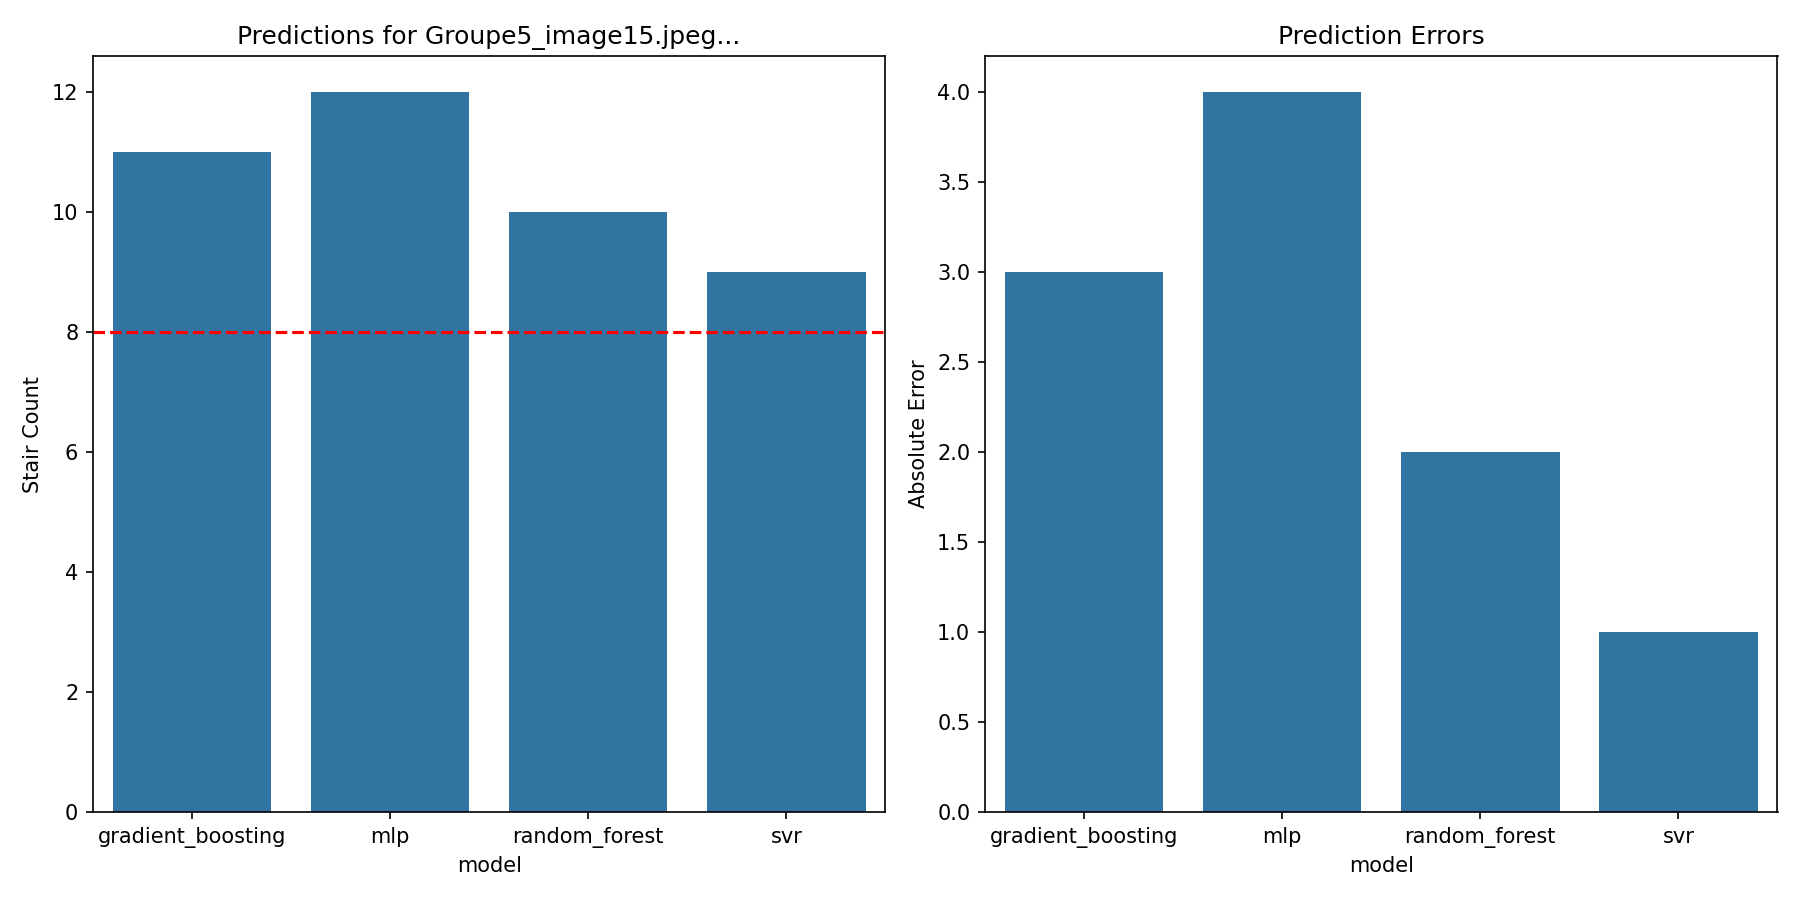 Predictions for Groupe5_image15.jpeg...
Stair Count
12
10
8
6
4
2
0
gradient_boosting mlp random_forest svr
model
Prediction Errors
Absolute Error
4.0
3.5
3.0
2.5
2.0
1.5
1.0
0.5
0.0
gradient_boosting mlp random_forest svr
model